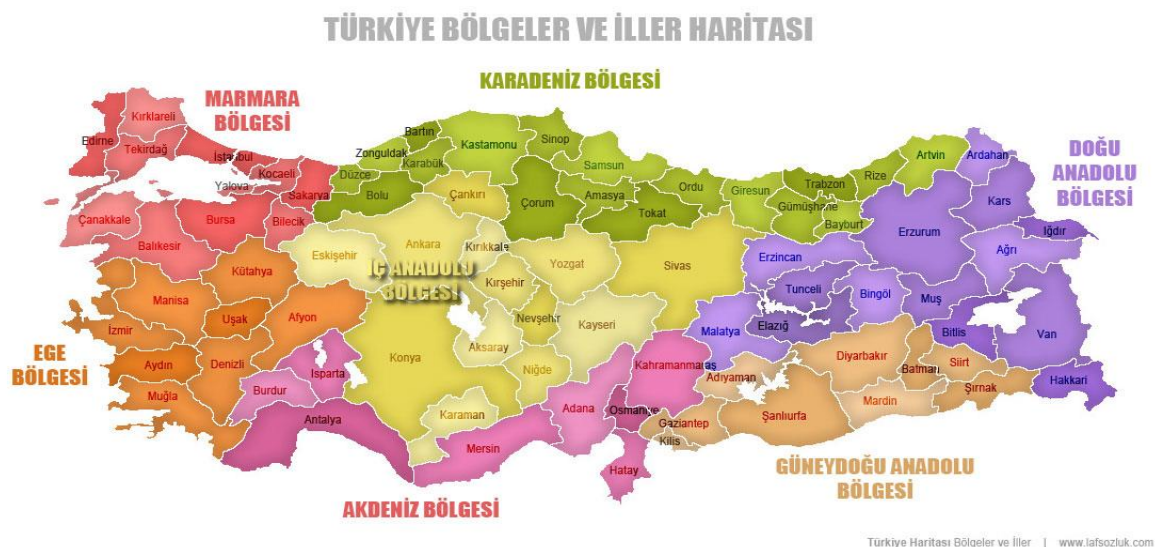 TÜRKİYE BÖLGELER VE İLLER HARİTASI
KARADENİZ BÖLGESİ
MARMARA
BÖLGESİ
DOĞU
ANADOLU
BÖLGESİ
İÇ ANADOLU
BÖLGESİ
EGE
BÖLGESİ
AKDENİZ BÖLGESİ
GÜNEYDOĞU ANADOLU
BÖLGESİ
Kırklareli
Edirne
Tekirdağ
İstanbul
Kocaeli
Yalova
Sakarya
Çanakkale
Bursa
Bilecik
Balıkesir
Bartın
Zonguldak
Karabük
Kastamonu
Sinop
Düzce
Bolu
Çankırı
Samsun
Çorum
Amasya
Tokat
Ordu
Giresun
Trabzon
Gümüşhane
Rize
Bayburt
Artvin
Ardahan
Kars
Erzurum
Iğdır
Ağrı
Erzincan
Tunceli
Bingöl
Muş
Elazığ
Malatya
Bitlis
Van
Hakkari
Eskişehir
Ankara
Kırıkkale
Kırşehir
Yozgat
Sivas
Nevşehir
Kayseri
Aksaray
Niğde
Konya
Karaman
Kütahya
Manisa
Uşak
Afyon
İzmir
Aydın
Denizli
Muğla
Isparta
Burdur
Antalya
Mersin
Adana
Kahramanmaraş
Osmaniye
Hatay
Adıyaman
Gaziantep
Kilis
Şanlıurfa
Diyarbakır
Batman
Siirt
Mardin
Şırnak
Türkiye Haritası Bölgeler ve İller | www.lafsozluk.com